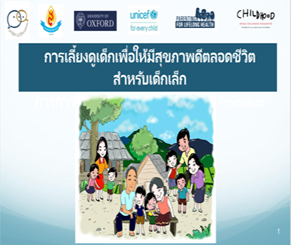 UNIVERSITY OF
OXFORD
unicef
for every child
PARENTING
FOR LIFELONG HEALTH
CHILDHOOD
การเลี้ยงดูเด็กเพื่อให้มีสุขภาพดีตลอดชีวิต
สำหรับเด็กเล็ก
1